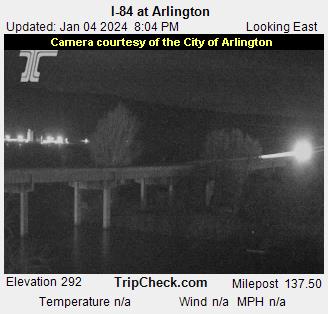 I-84 at Arlington
Updated: Jan 04 2024 8:04 PM Looking East
Camera courtesy of the City of Arlington
Elevation 292 TripCheck.com Milepost 137.50
Temperature n/a Wind n/a MPH n/a